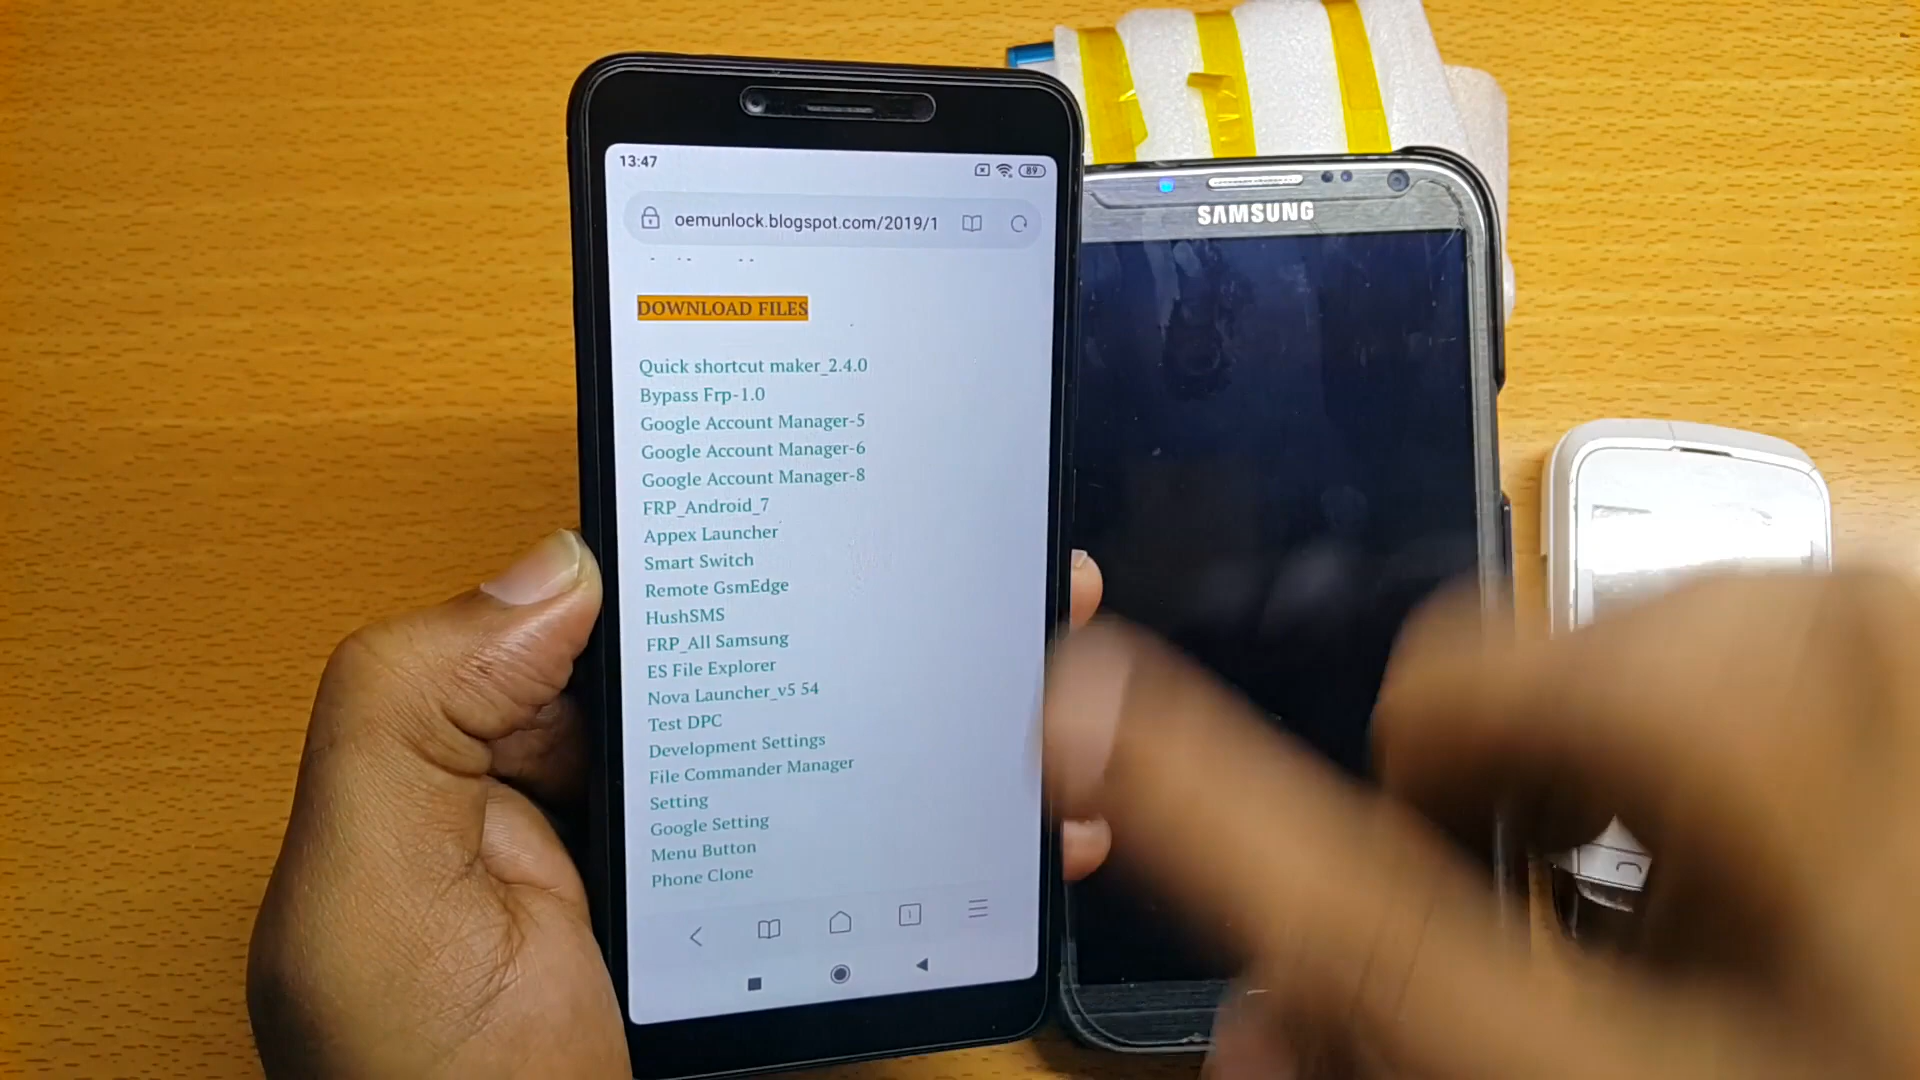 13:47
89
oemunlock.blogspot.com/2019/1
SAMSUNG
DOWNLOAD FILES
Quick shortcut maker_2.4.0
Bypass Frp-1.0
Google Account Manager-5
Google Account Manager-6
Google Account Manager-8
FRP_Android_7
Appex Launcher
Smart Switch
Remote GsmEdge
HushSMS
FRP_All Samsung
ES File Explorer
Nova Launcher_v5 54
Test DPC
Development Settings
File Commander Manager
Setting
Google Setting
Menu Button
Phone Clone